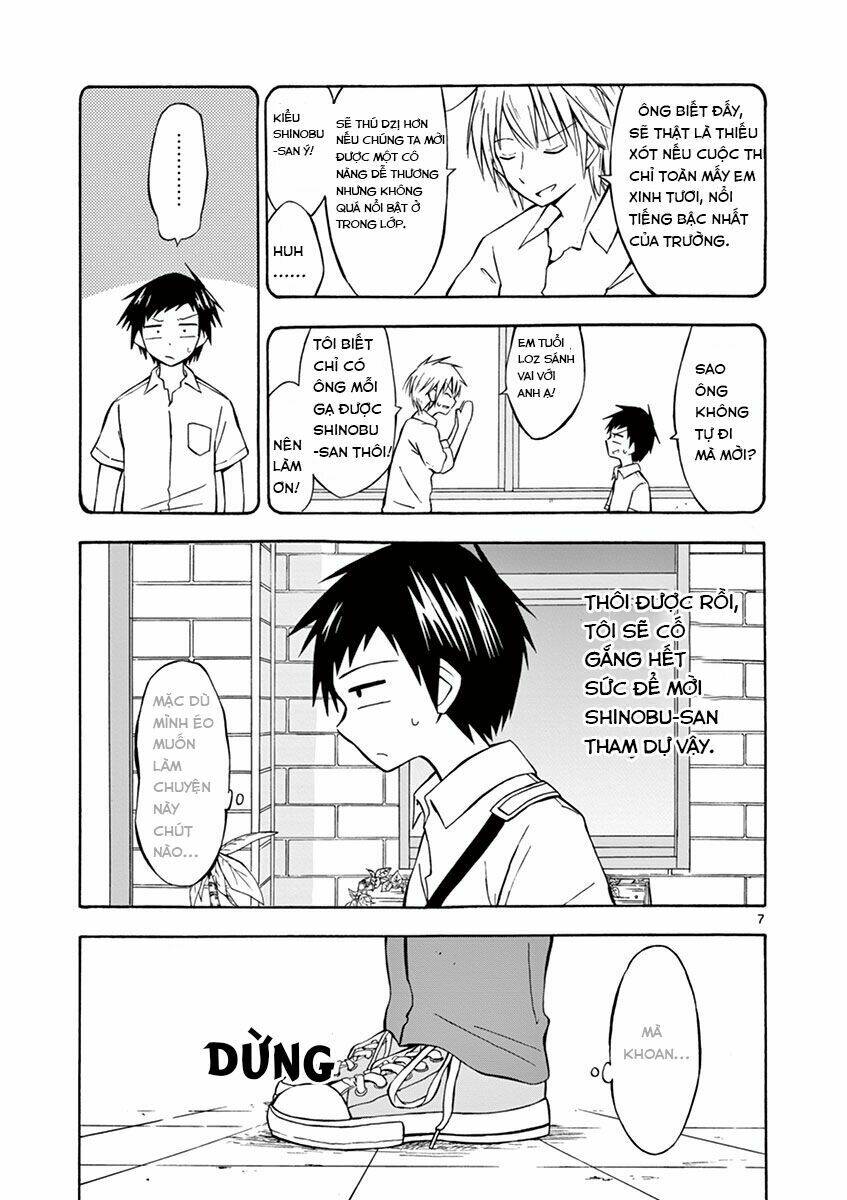 ÔNG BIẾT ĐẤY,
SẼ THẬT LÀ THIẾU
XÓT NẾU CUỘC THI
CHỈ TOÀN MẤY EM
XINH TƯƠI, NỔI
TIẾNG BẬC NHẤT
CỦA TRƯỜNG.
SẼ THÚ DZỊ HƠN
NẾU CHÚNG TA MỜI
ĐƯỢC MỘT CÔ
NÀNG DỄ THƯƠNG
NHƯNG KHÔNG
QUÁ NỔI BẬT Ở
TRONG LỚP.
KIỂU
SHINOBU
-SAN Ý!
HUH
......
.........
SAO
ÔNG
KHÔNG
TỰ ĐI
MÀ MỜI?
EM TUỔI
LOZ SÁNH
VAI VỚI
ANH Ạ!
TÔI BIẾT
CHỈ CÓ
ÔNG MỖI
GẠ ĐƯỢC
SHINOBU
-SAN THÔI!
NÊN
LÀM
ƠN!
THÔI ĐƯỢC RỒI,
TÔI SẼ CỐ
GẮNG HẾT
SỨC ĐỂ MỜI
SHINOBU-SAN
THAM DỰ VẬY.
MẶC DÙ
MÌNH ÉO
MUỐN
LÀM
CHUYỆN
NÀY
CHÚT
NÀO...
7
MÀ
KHOAN...
DỪNG